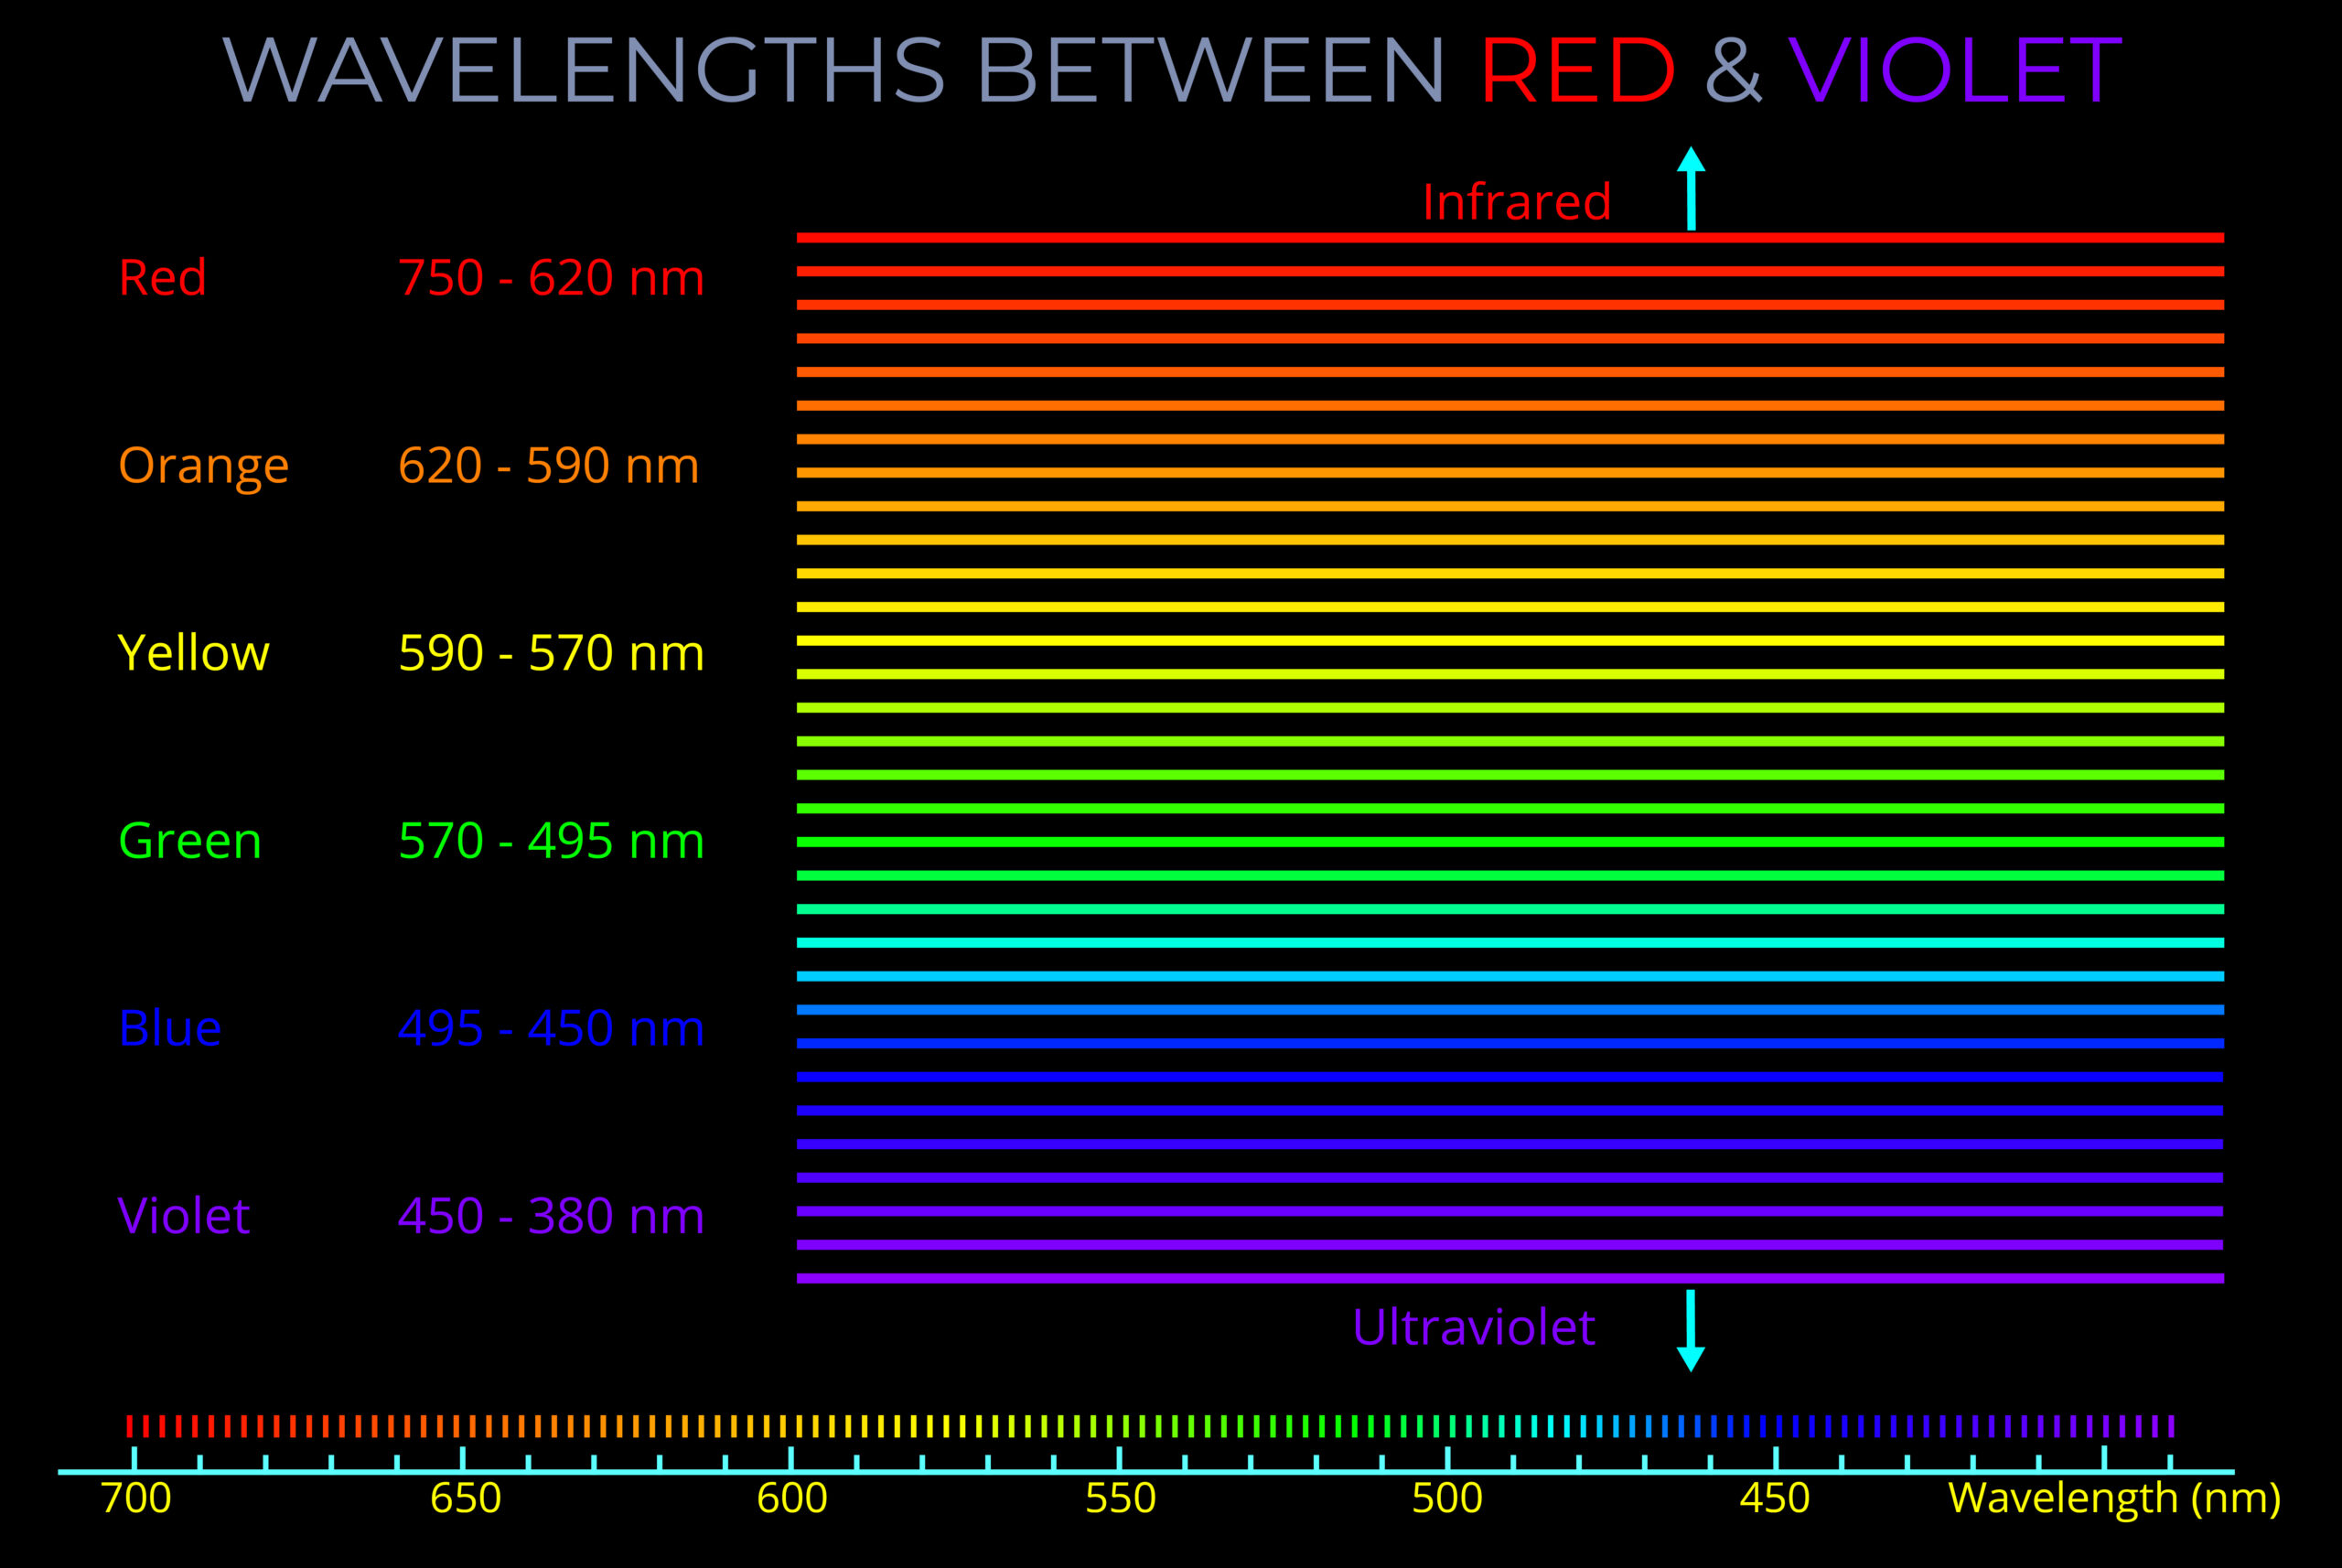 WAVELENGTHS BETWEEN RED & VIOLET
Infrared
Red 750 - 620 nm
Orange 620 - 590 nm
Yellow 590 - 570 nm
Green 570 - 495 nm
Blue 495 - 450 nm
Violet 450 - 380 nm
Ultraviolet
700 650 600 550 500 450 Wavelength (nm)